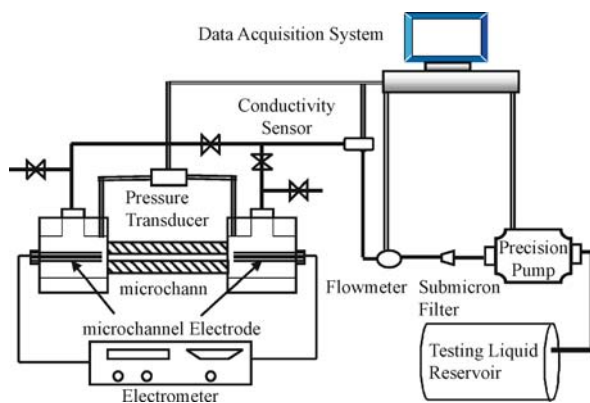 Data Acquisition System
Conductivity
Sensor
Pressure
Transducer
Precision
Pump
Flowmeter
Submicron
Filter
microchann
microchannel Electrode
Testing Liquid
Reservoir
Electrometer